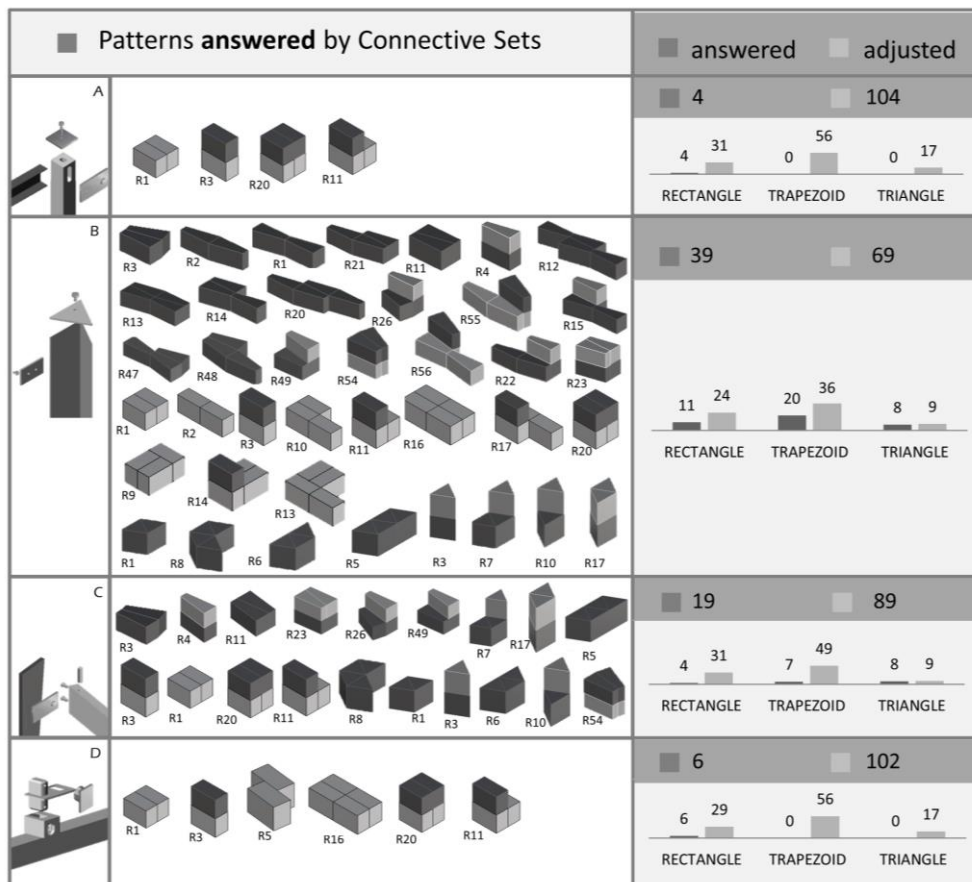 Patterns answered by Connective Sets
answered adjusted
A
R1 R3 R20 R11
4 104
4 31 0 56 0 17
RECTANGLE TRAPEZOID TRIANGLE
B
R3 R2 R1 R21 R11 R4 R12
R13 R14 R20 R26 R55 R15
R47 R48 R49 R54 R56 R22 R23
R1 R2 R3 R10 R11 R16 R17 R20
R9 R14 R13
R1 R8 R6 R5 R3 R7 R10 R17
39 69
11 24 20 36 8 9
RECTANGLE TRAPEZOID TRIANGLE
C
R3 R4 R11 R23 R26 R49 R7 R17 R5
R3 R1 R20 R11 R8 R1 R3 R6 R10 R54
19 89
4 31 7 49 8 9
RECTANGLE TRAPEZOID TRIANGLE
D
R1 R3 R5 R16 R20 R11
6 102
6 29 0 56 0 17
RECTANGLE TRAPEZOID TRIANGLE